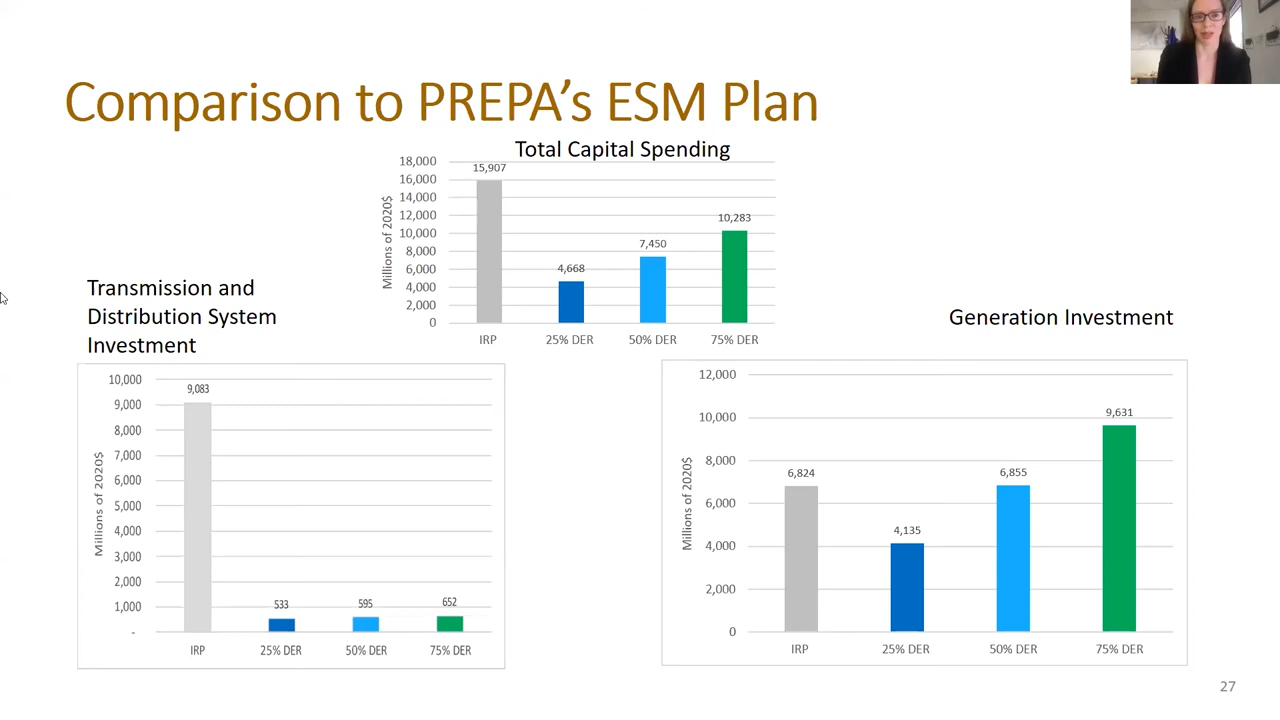 Comparison to PREPA's ESM Plan
Total Capital Spending
18,000
16,000
14,000
12,000
10,000
8,000
6,000
4,000
2,000
0
Millions of 2020$
15,907
4,668
7,450
10,283
IRP
25% DER
50% DER
75% DER
Transmission and
Distribution System
Investment
10,000
9,000
8,000
7,000
6,000
5,000
4,000
3,000
2,000
1,000
-
Millions of 2020$
9,083
533
595
652
IRP
25% DER
50% DER
75% DER
Generation Investment
12,000
10,000
8,000
6,000
4,000
2,000
0
Millions of 2020$
6,824
4,135
6,855
9,631
IRP
25% DER
50% DER
75% DER
27